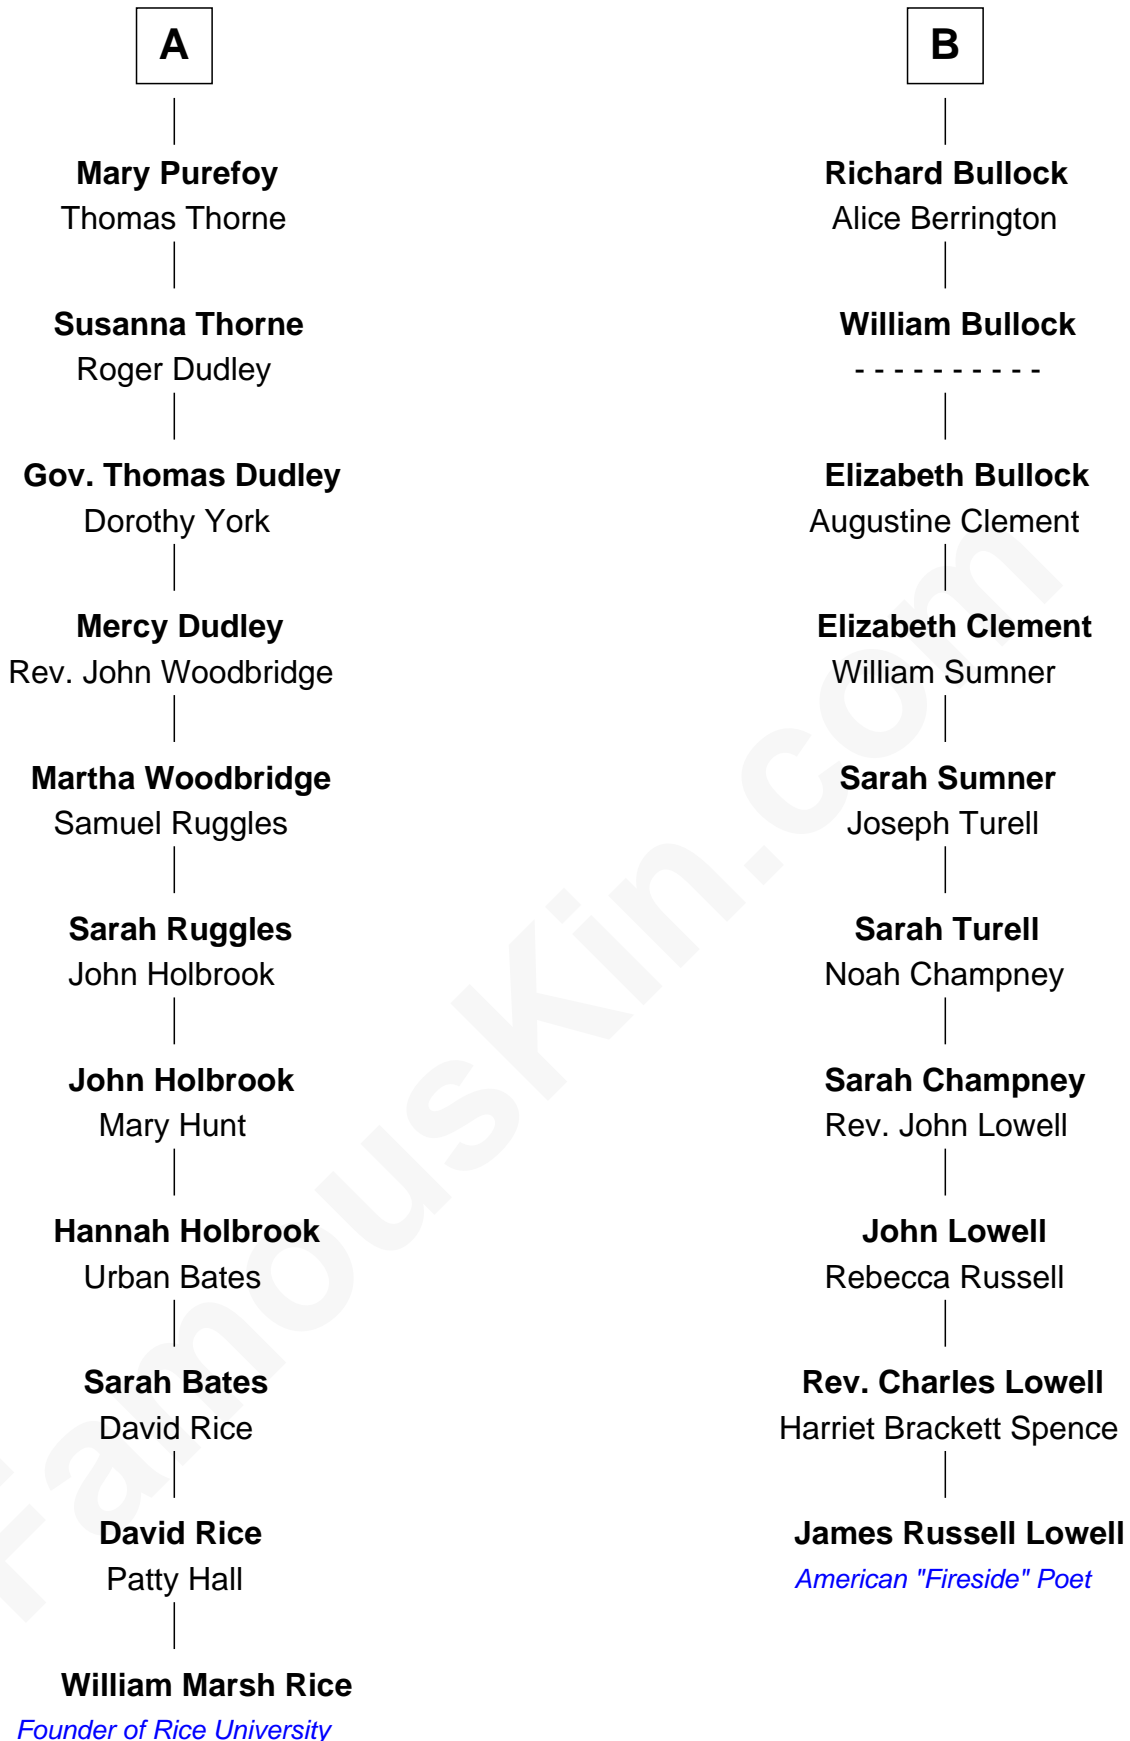 A
Mary Purefoy
Thomas Thorne
Susanna Thorne
Roger Dudley
Gov. Thomas Dudley
Dorothy York
Mercy Dudley
Rev. John Woodbridge
Martha Woodbridge
Samuel Ruggles
Sarah Ruggles
John Holbrook
John Holbrook
Mary Hunt
Hannah Holbrook
Urban Bates
Sarah Bates
David Rice
David Rice
Patty Hall
William Marsh Rice
Founder of Rice University
B
Richard Bullock
Alice Berrington
William Bullock
- - - - - - - - - -
Elizabeth Bullock
Augustine Clement
Elizabeth Clement
William Sumner
Sarah Sumner
Joseph Turell
Sarah Turell
Noah Champney
Sarah Champney
Rev. John Lowell
John Lowell
Rebecca Russell
Rev. Charles Lowell
Harriet Brackett Spence
James Russell Lowell
American "Fireside" Poet
FamousKin.com